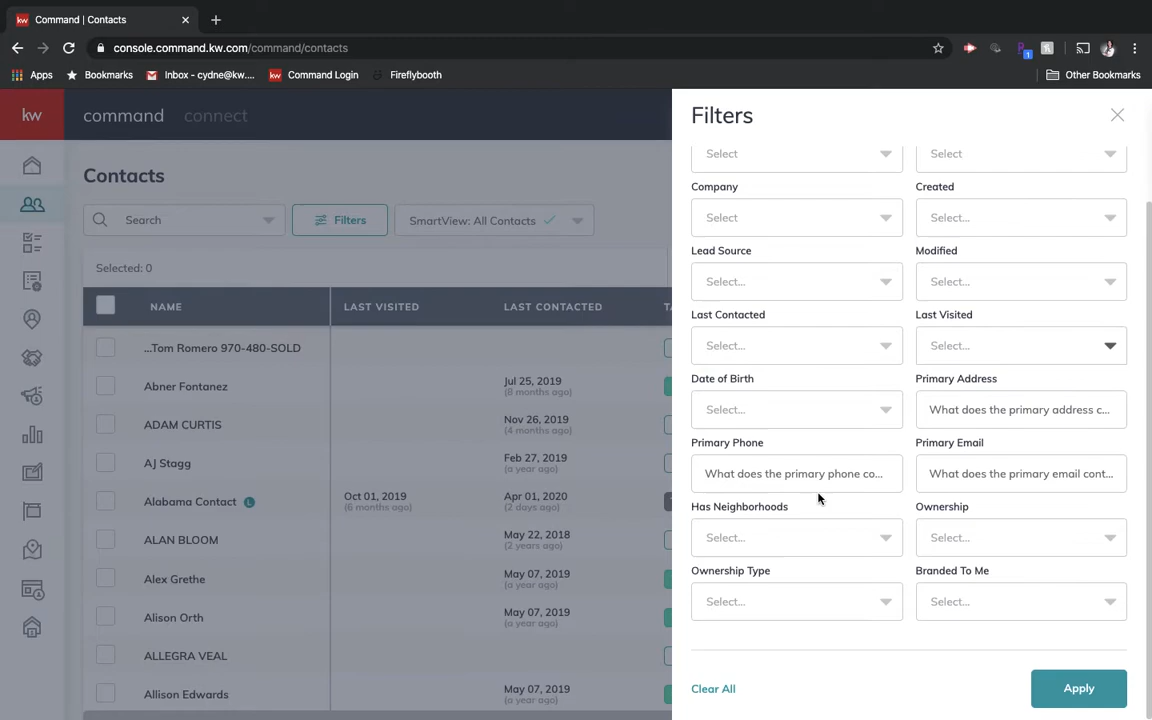 kw
Command | Contacts
console.command.kw.com/command/contacts
1
Apps
Bookmarks
Inbox - cydne@kw....
kw
Command Login
Fireflybooth
Other Bookmarks
kw
command
connect
Contacts
Search
Filters
SmartView: All Contacts
Selected: 0
NAME
LAST VISITED
LAST CONTACTED
...Tom Romero 970-480-SOLD
Abner Fontanez
Jul 25, 2019
(8 months ago)
ADAM CURTIS
Nov 26, 2019
(4 months ago)
AJ Stagg
Feb 27, 2019
(a year ago)
Alabama Contact
L
Oct 01, 2019
(6 months ago)
Apr 01, 2020
(2 days ago)
ALAN BLOOM
May 22, 2018
(2 years ago)
Alex Grethe
May 07, 2019
(a year ago)
Alison Orth
May 07, 2019
(a year ago)
ALLEGRA VEAL
Allison Edwards
May 07, 2019
(a year ago)
Filters
Select
Select
Company
Created
Select
Select...
Lead Source
Modified
Select...
Select...
Last Contacted
Last Visited
Select...
Select...
Date of Birth
Primary Address
Select...
What does the primary address c...
Primary Phone
Primary Email
What does the primary phone co...
What does the primary email cont...
Has Neighborhoods
Ownership
Select...
Select...
Ownership Type
Branded To Me
Select...
Select...
Clear All
Apply